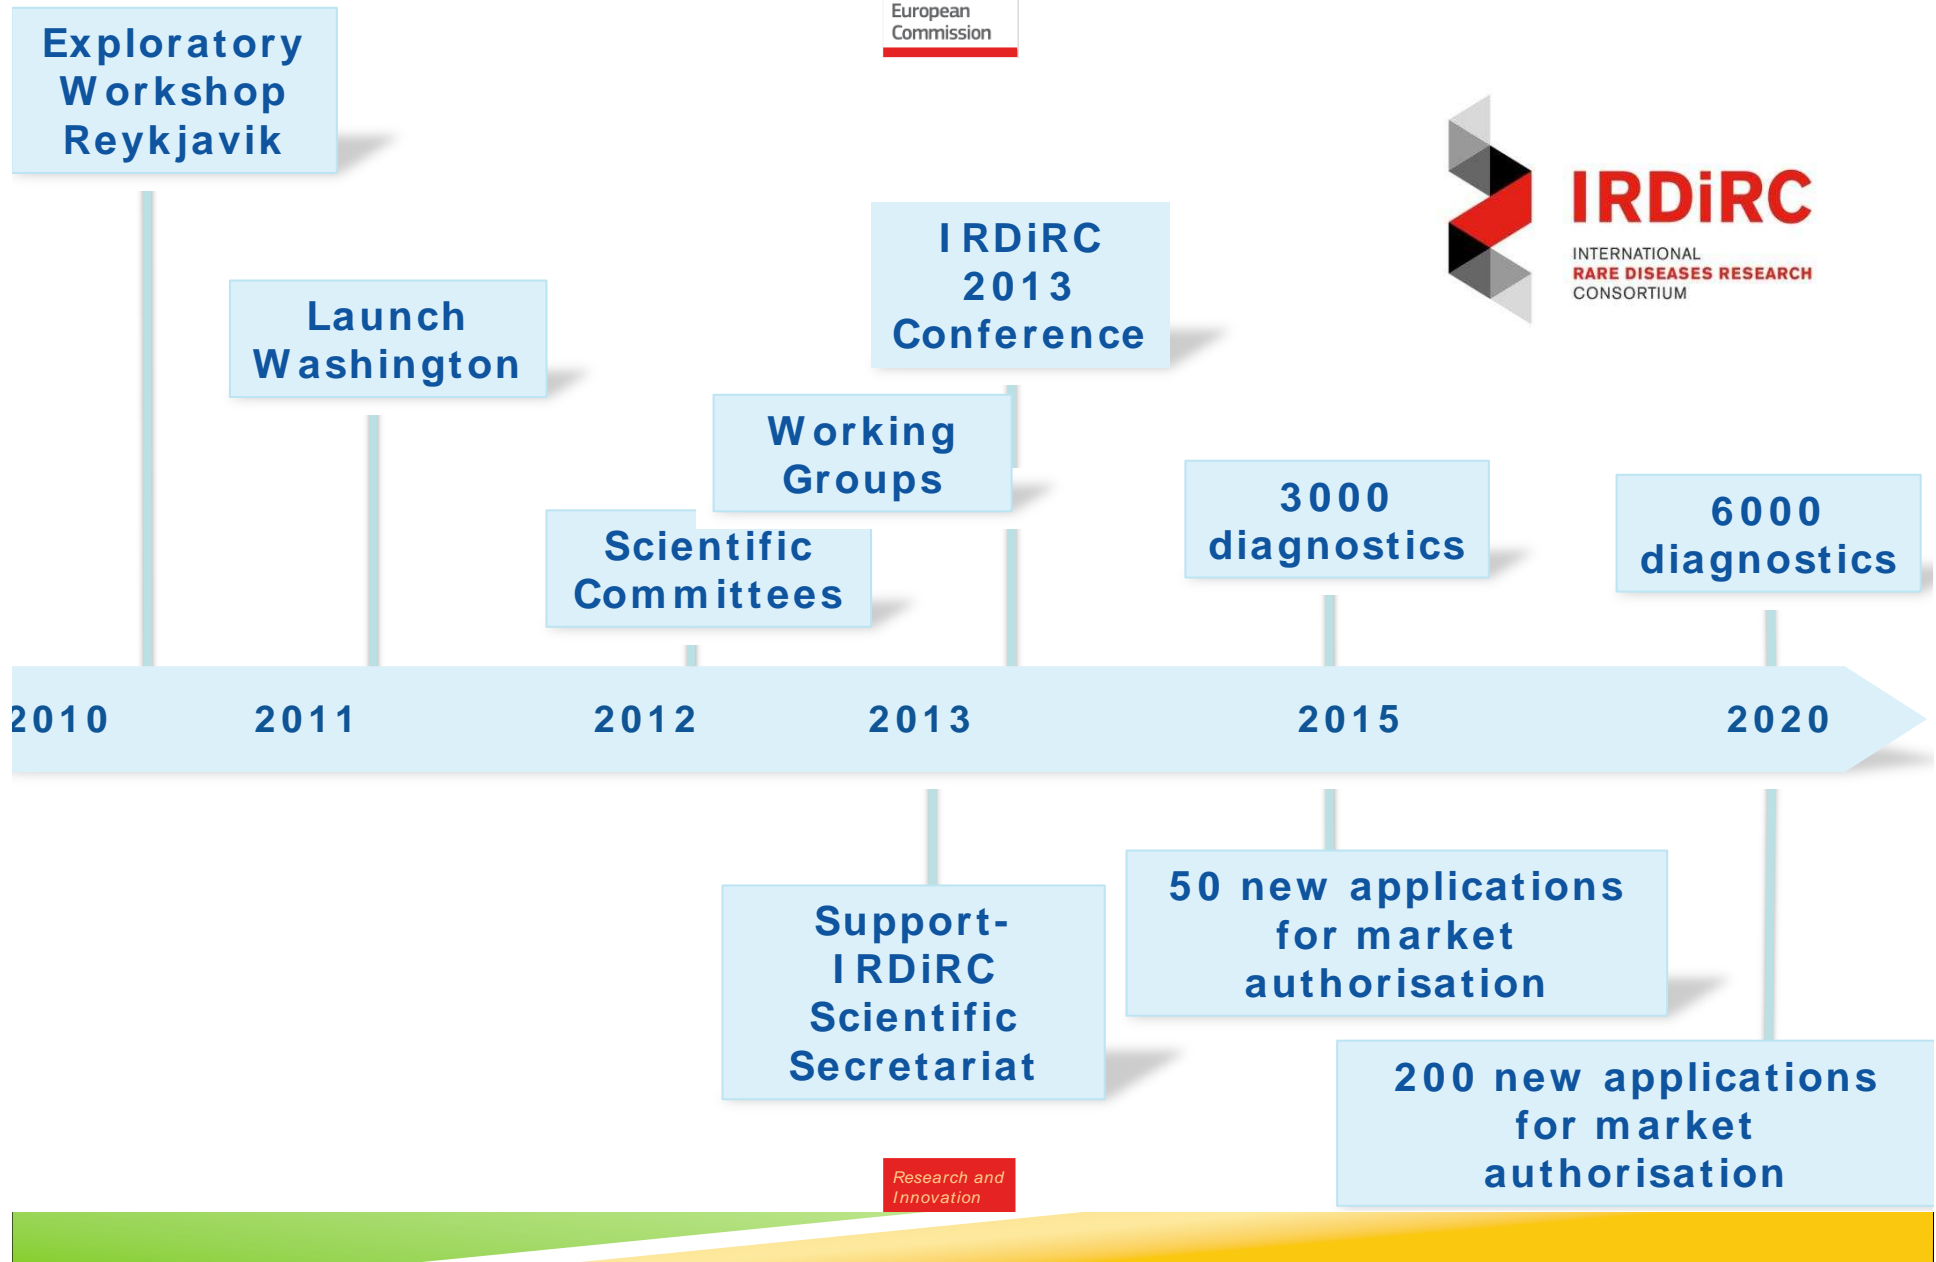 European
Commission
Exploratory
Workshop
Reykjavik
IRDiRC
INTERNATIONAL
RARE DISEASES RESEARCH
CONSORTIUM
IRDiRC
2013
Conference
Launch
Washington
Working
Groups
3000
diagnostics
6000
diagnostics
Scientific
Committees
2010
2011
2012
2013
2015
2020
Support-
IRDiRC
Scientific
Secretariat
50 new applications
for market
authorisation
200 new applications
for market
authorisation
Research and
Innovation